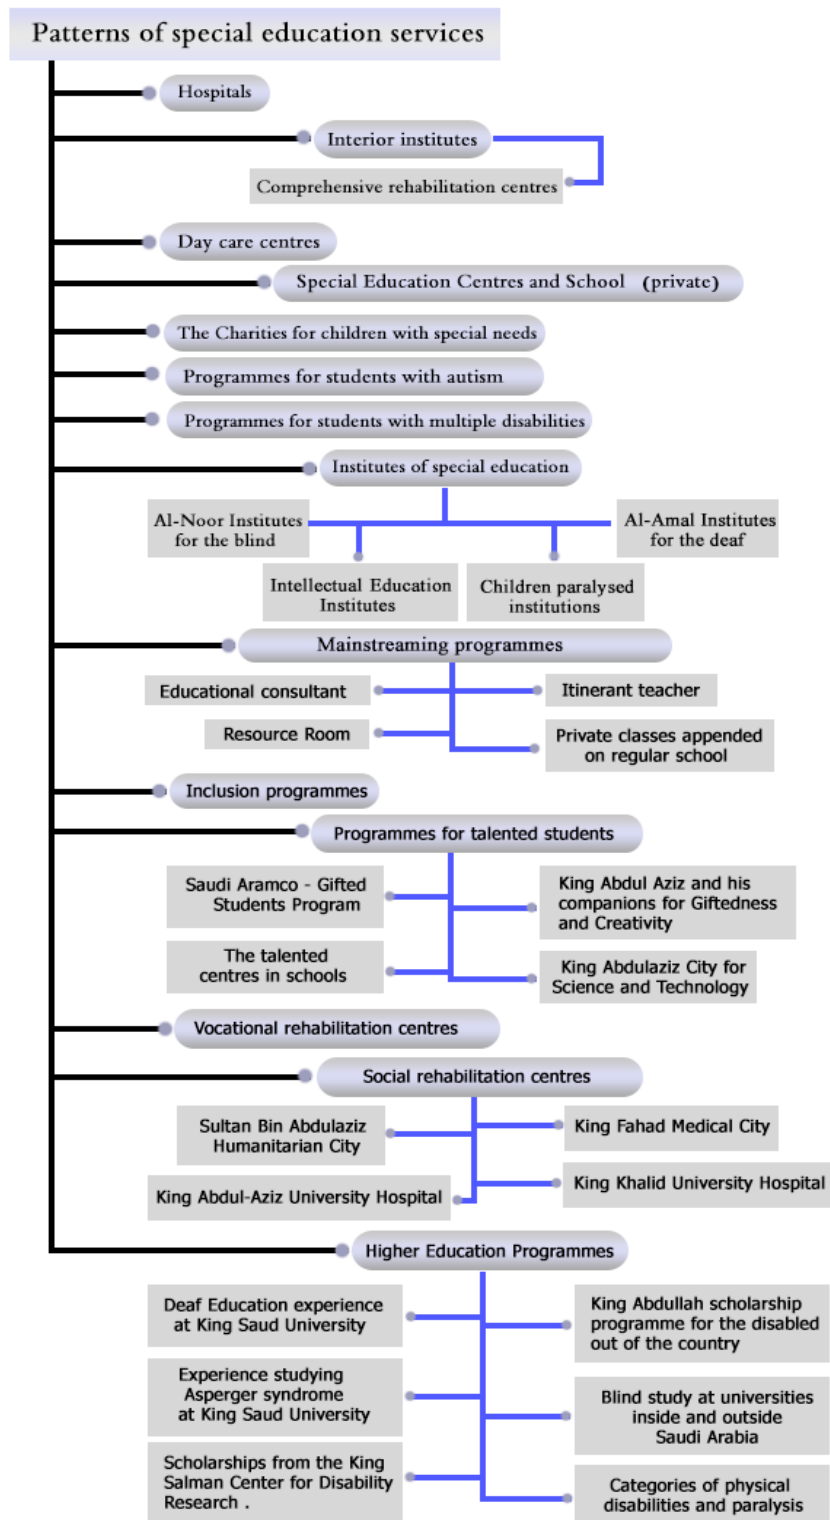 Patterns of special education services
Hospitals
Interior institutes
Comprehensive rehabilitation centres
Day care centres
Special Education Centres and School (private)
The Charities for children with special needs
Programmes for students with autism
Programmes for students with multiple disabilities
Institutes of special education
Al-Noor Institutes
for the blind
Al-Amal Institutes
for the deaf
Intellectual Education
Institutes
Children paralysed
institutions
Mainstreaming programmes
Educational consultant
Itinerant teacher
Resource Room
Private classes appended
on regular school
Inclusion programmes
Programmes for talented students
Saudi Aramco - Gifted
Students Program
King Abdul Aziz and his
companions for Giftedness
and Creativity
The talented
centres in schools
King Abdulaziz City for
Science and Technology
Vocational rehabilitation centres
Social rehabilitation centres
Sultan Bin Abdulaziz
Humanitarian City
King Fahad Medical City
King Abdul-Aziz University Hospital
King Khalid University Hospital
Higher Education Programmes
Deaf Education experience
at King Saud University
King Abdullah scholarship
programme for the disabled
out of the country
Experience studying
Asperger syndrome
at King Saud University
Blind study at universities
inside and outside
Saudi Arabia
Scholarships from the King
Salman Center for Disability
Research .
Categories of physical
disabilities and paralysis